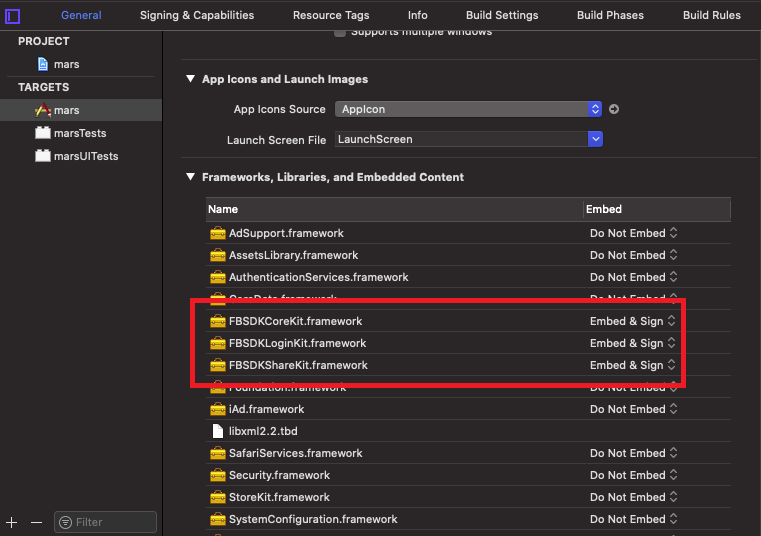 General Signing & Capabilities Resource Tags Info Build Settings Build Phases Build Rules
PROJECT
mars
TARGETS
mars
marsTests
marsUITests
Filter
Supports multiple windows
App Icons and Launch Images
App Icons Source AppIcon
Launch Screen File LaunchScreen
Frameworks, Libraries, and Embedded Content
Name Embed
AdSupport.framework Do Not Embed
AssetsLibrary.framework Do Not Embed
AuthenticationServices.framework Do Not Embed
CoreData.framework Do Not Embed
FBSDKCoreKit.framework Embed & Sign
FBSDKLoginKit.framework Embed & Sign
FBSDKShareKit.framework Embed & Sign
Foundation.framework Do Not Embed
iAd.framework Do Not Embed
libxml2.2.tbd
SafariServices.framework Do Not Embed
Security.framework Do Not Embed
StoreKit.framework Do Not Embed
SystemConfiguration.framework Do Not Embed